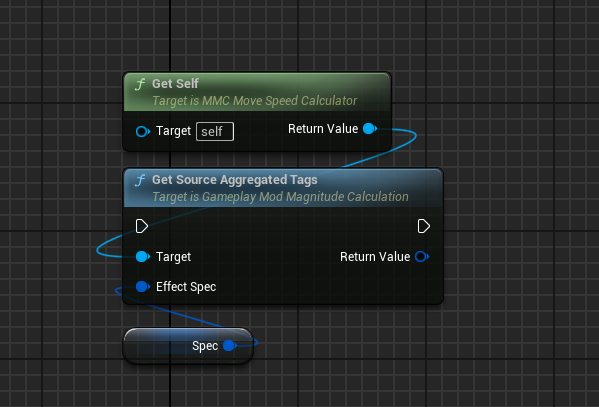 Get Self
Target is MMC Move Speed Calculator
Target self Return Value
Get Source Aggregated Tags
Target is Gameplay Mod Magnitude Calculation
Target Return Value
Effect Spec
Spec